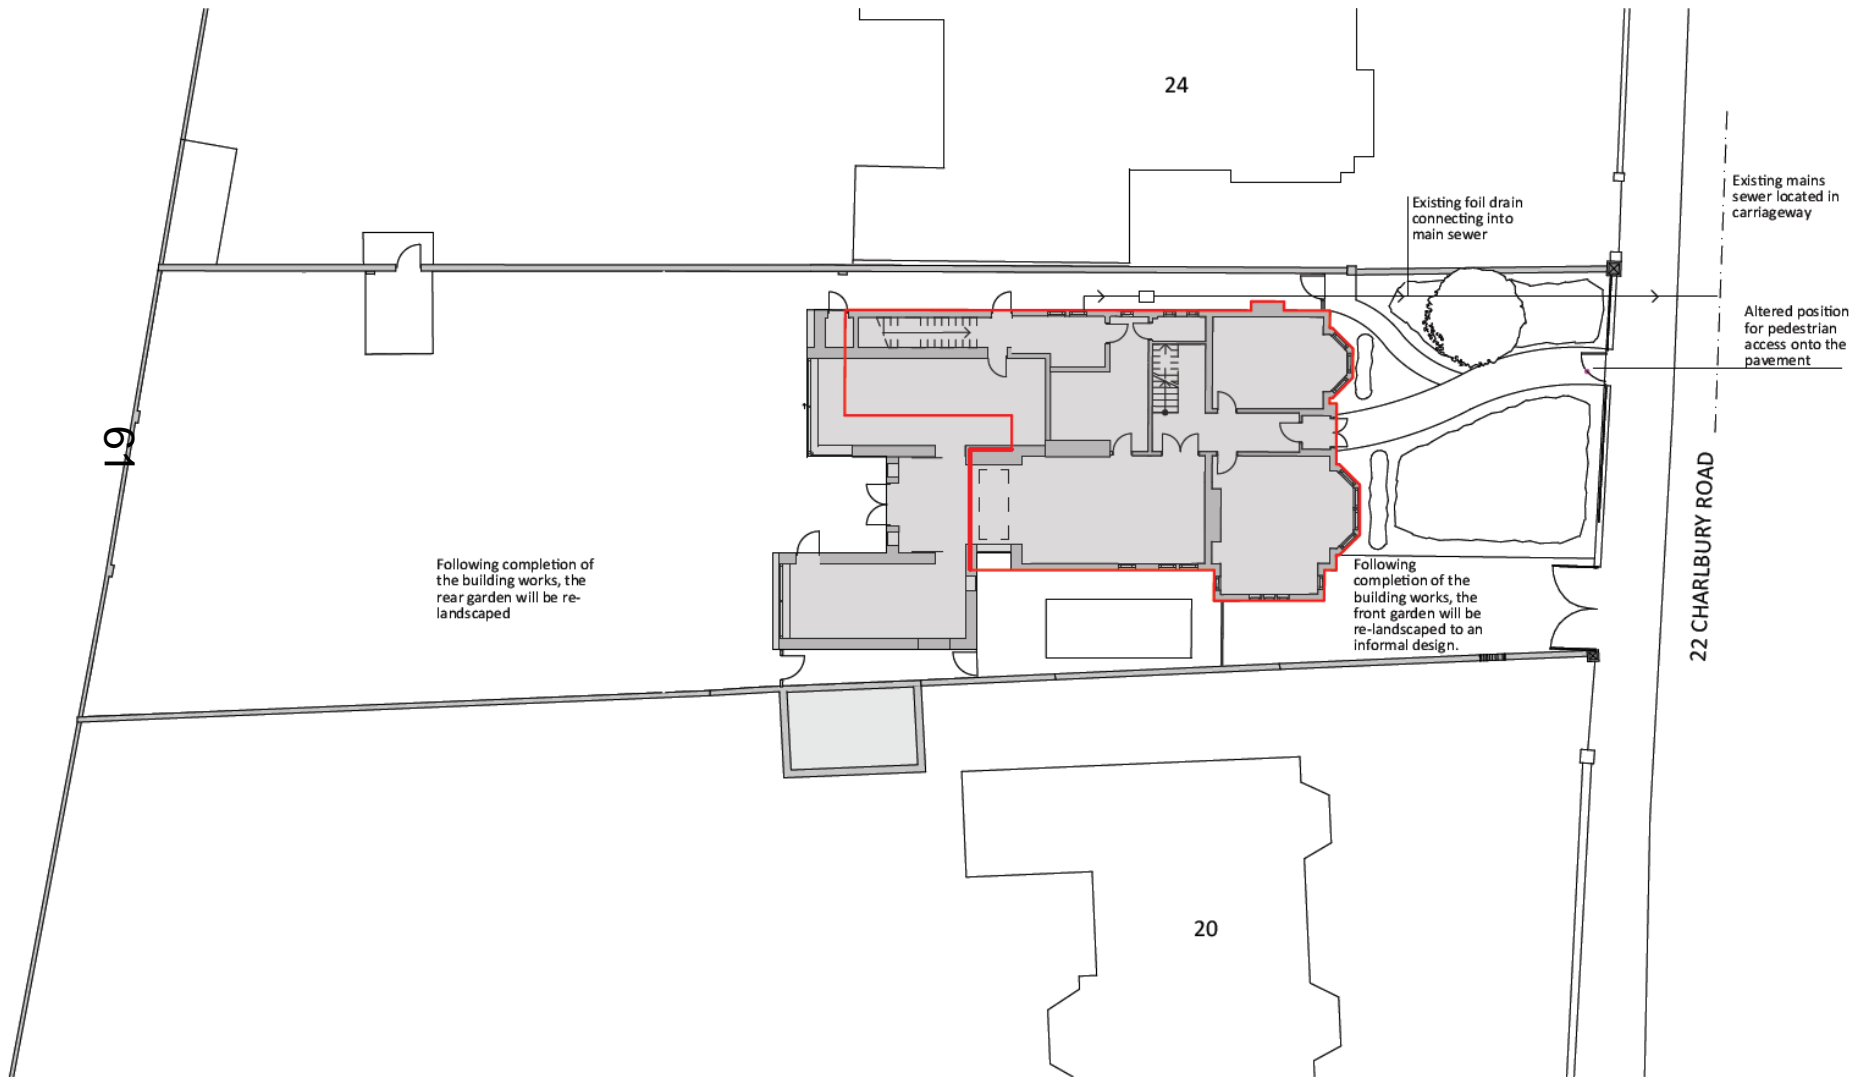 24
Existing mains
sewer located in
carriageway
Existing foil drain
connecting into
main sewer
Altered position
for pedestrian
access onto the
pavement
61
22 CHARLBURY ROAD
Following completion of
the building works, the
rear garden will be re-
landscaped
Following
completion of the
building works, the
front garden will be
re-landscaped to an
informal design.
20